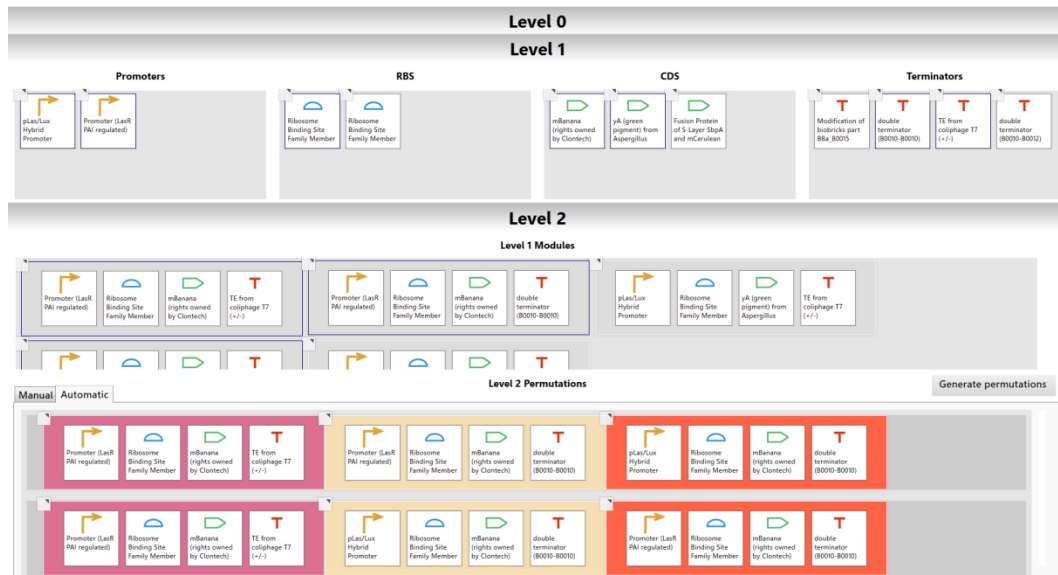 Level 0
Level 1
Promoters
RBS
CDS
Terminators
pLas/Lux
Hybrid
Promoter
Promoter (LasR
PAI regulated)
Ribosome
Binding Site
Family Member
Ribosome
Binding Site
Family Member
mBanana
(rights owned
by Clontech)
yA (green
pigment) from
Aspergillus
Fusion Protein
of S-Layer SbpA
and mCerulean
Modification of
biobricks part
BBa_B0015
double
terminator
(B0010-B0010)
TE from
coliphage T7
(+/-)
double
terminator
(B0010-B0012)
Level 2
Level 1 Modules
Promoter (LasR
PAI regulated)
Ribosome
Binding Site
Family Member
mBanana
(rights owned
by Clontech)
TE from
coliphage T7
(+/-)
Promoter (LasR
PAI regulated)
Ribosome
Binding Site
Family Member
mBanana
(rights owned
by Clontech)
double
terminator
(B0010-B0010)
pLas/Lux
Hybrid
Promoter
Ribosome
Binding Site
Family Member
yA (green
pigment) from
Aspergillus
TE from
coliphage T7
(+/-)
Level 2 Permutations
Generate permutations
Manual
Automatic
Promoter (LasR
PAI regulated)
Ribosome
Binding Site
Family Member
mBanana
(rights owned
by Clontech)
TE from
coliphage T7
(+/-)
Promoter (LasR
PAI regulated)
Ribosome
Binding Site
Family Member
mBanana
(rights owned
by Clontech)
double
terminator
(B0010-B0010)
pLas/Lux
Hybrid
Promoter
Ribosome
Binding Site
Family Member
mBanana
(rights owned
by Clontech)
double
terminator
(B0010-B0010)
Promoter (LasR
PAI regulated)
Ribosome
Binding Site
Family Member
mBanana
(rights owned
by Clontech)
TE from
coliphage T7
(+/-)
pLas/Lux
Hybrid
Promoter
Ribosome
Binding Site
Family Member
mBanana
(rights owned
by Clontech)
double
terminator
(B0010-B0010)
Promoter (LasR
PAI regulated)
Ribosome
Binding Site
Family Member
mBanana
(rights owned
by Clontech)
double
terminator
(B0010-B0010)